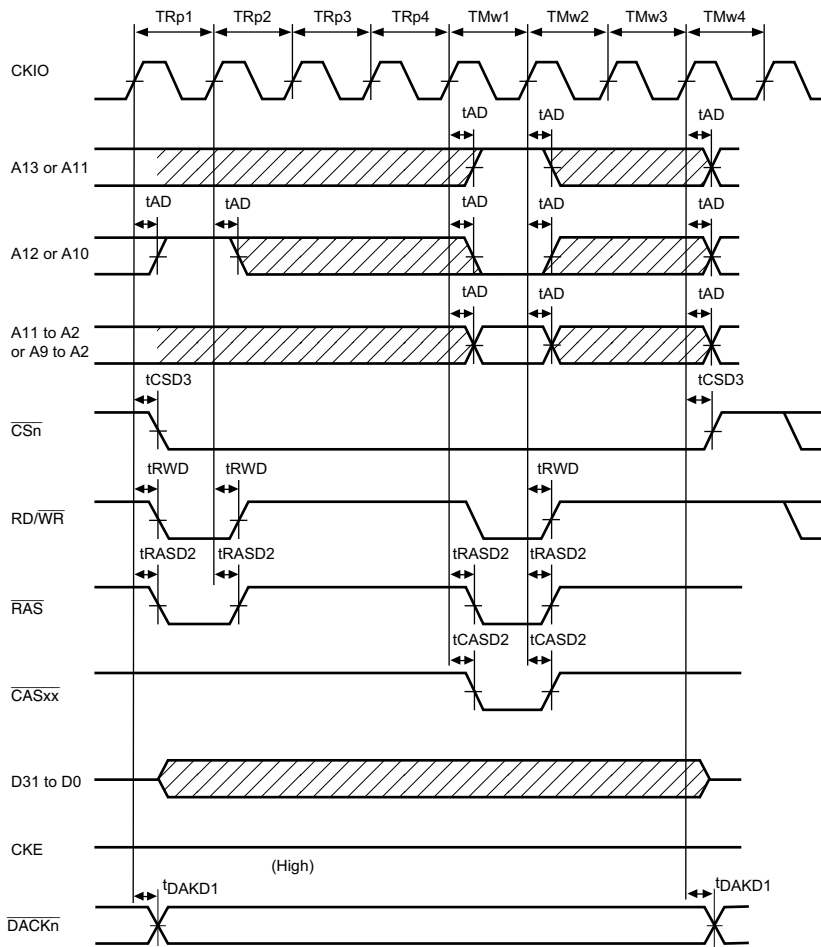 TRp1 TRp2 TRp3 TRp4 TMw1 TMw2 TMw3 TMw4
CKIO
tAD tAD tAD
A13 or A11
tAD tAD tAD tAD tAD
A12 or A10
tAD tAD tAD
A11 to A2
or A9 to A2
tCSD3 tCSD3
CSn
tRWD tRWD tRWD
RD/WR
tRASD2 tRASD2 tRASD2 tRASD2
RAS
tCASD2 tCASD2
CASxx
D31 to D0
CKE
(High)
tDAKD1 tDAKD1
DACKn